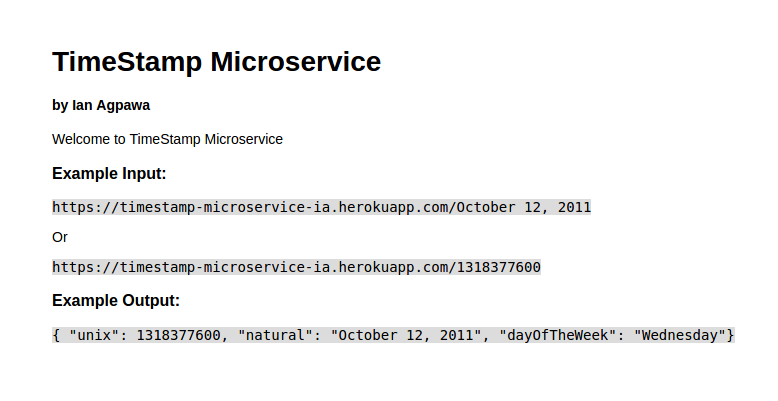 TimeStamp Microservice
by Ian Agpawa
Welcome to TimeStamp Microservice
Example Input:
https://timestamp-microservice-ia.herokuapp.com/October 12, 2011
Or
https://timestamp-microservice-ia.herokuapp.com/1318377600
Example Output:
{ "unix": 1318377600, "natural": "October 12, 2011", "dayOfTheWeek": "Wednesday"}